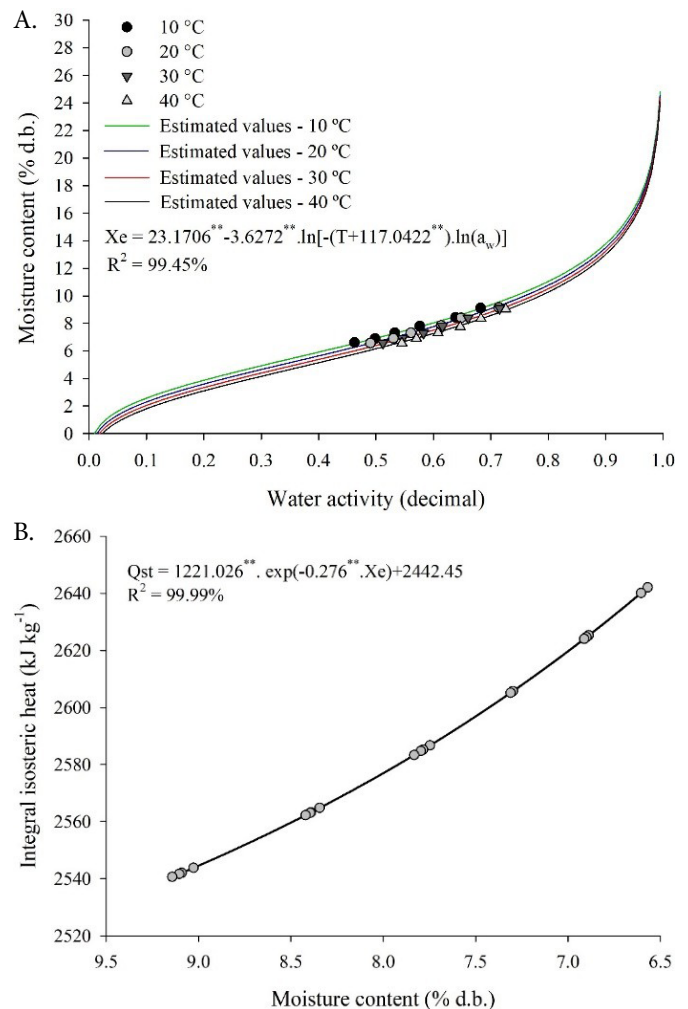 A.
Moisture content (% d.b.)
30
28
26
24
22
20
18
16
14
12
10
8
6
4
2
0
10 °C
20 °C
30 °C
40 °C
Estimated values - 10 ºC
Estimated values - 20 ºC
Estimated values - 30 ºC
Estimated values - 40 ºC
Xe = 23.1706**-3.6272**.ln[-(T+117.0422**).ln(aw)]
R² = 99.45%
0.0 0.1 0.2 0.3 0.4 0.5 0.6 0.7 0.8 0.9 1.0
Water activity (decimal)
B.
Integral isosteric heat (kJ kg⁻¹)
2660
2640
2620
2600
2580
2560
2540
2520
Qst = 1221.026**. exp(-0.276**.Xe)+2442.45
R² = 99.99%
9.5 9.0 8.5 8.0 7.5 7.0 6.5
Moisture content (% d.b.)